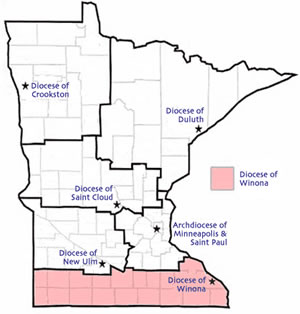 Diocese of
Crookston
Diocese of
Duluth
Diocese of
Winona
Diocese of
Saint Cloud
Archdiocese of
Minneapolis &
Saint Paul
Diocese of
New Ulm
Diocese of
Winona